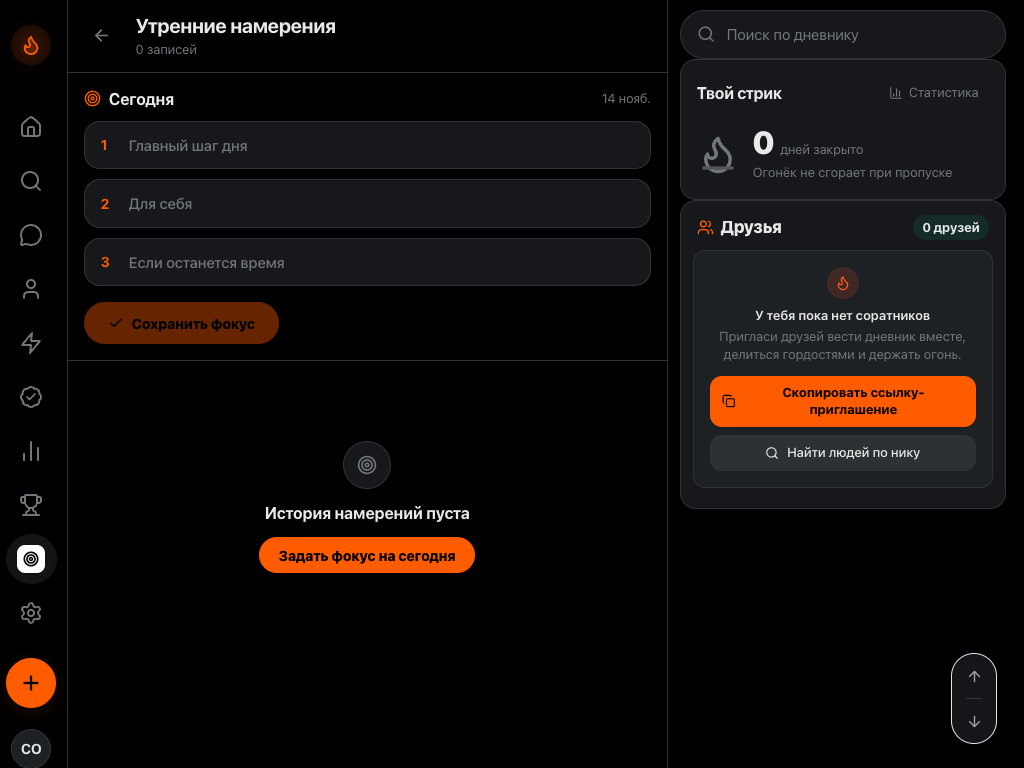 Утренние намерения
0 записей
Сегодня
14 нояб.
1 Главный шаг дня
2 Для себя
3 Если останется время
Сохранить фокус
История намерений пуста
Задать фокус на сегодня
CO
Поиск по дневнику
Твой стрик
Статистика
0 дней закрыто
Огонёк не сгорает при пропуске
Друзья
0 друзей
У тебя пока нет соратников
Пригласи друзей вести дневник вместе,
делиться гордостями и держать огонь.
Скопировать ссылку-
приглашение
Найти людей по нику